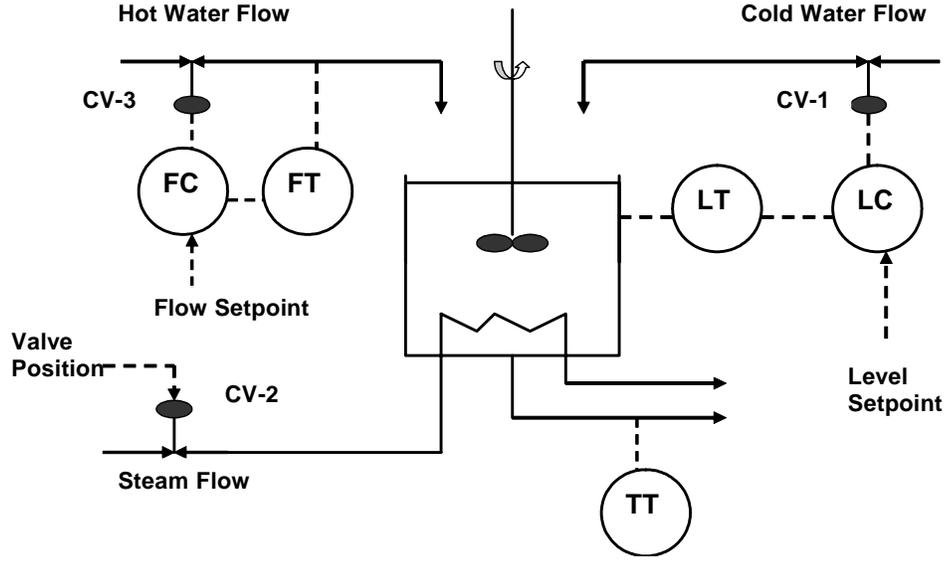 Hot Water Flow
Cold Water Flow
CV-3
CV-1
FC
FT
LT
LC
Flow Setpoint
Valve
Position
CV-2
Level
Setpoint
Steam Flow
TT